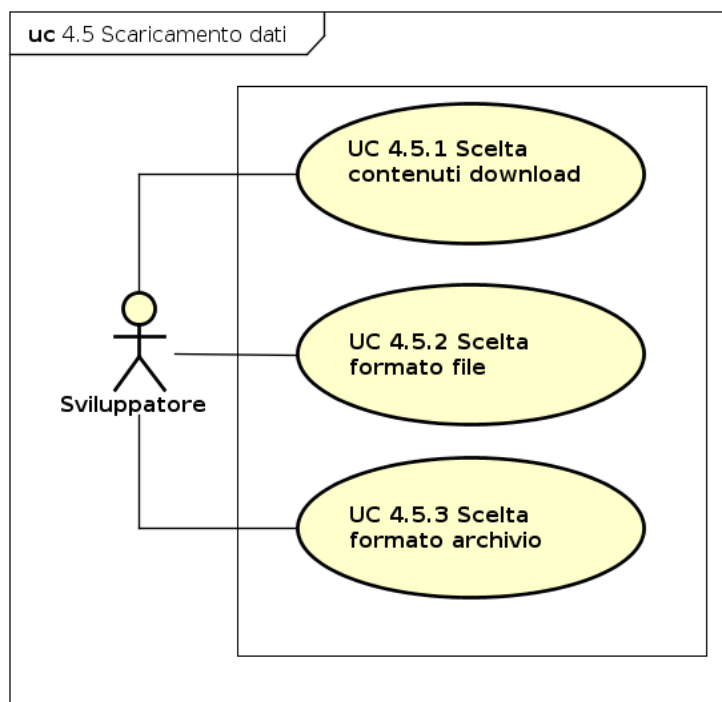 uc 4.5 Scaricamento dati
UC 4.5.1 Scelta
contenuti download
UC 4.5.2 Scelta
formato file
Sviluppatore
UC 4.5.3 Scelta
formato archivio